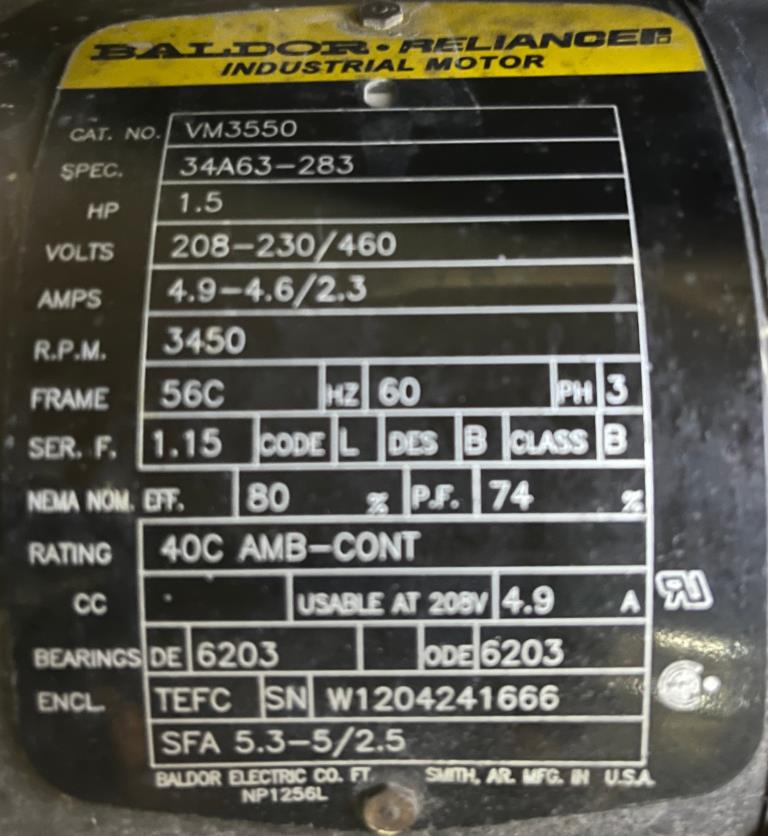 BALDOR • RELIANCER
INDUSTRIAL MOTOR
CAT. NO. VM3550
SPEC. 34A63-283
HP 1.5
VOLTS 208-230/460
AMPS 4.9-4.6/2.3
R.P.M. 3450
FRAME 56C HZ 60 PH 3
SER. F. 1.15 CODE L DES B CLASS B
NEMA NOM. EFF. 80 % P.F. 74 %
RATING 40C AMB-CONT
CC USABLE AT 208V 4.9 A
BEARINGS DE 6203 ODE 6203
ENCL. TEFC SN W1204241666
SFA 5.3-5/2.5
BALDOR ELECTRIC CO. FT. SMITH, AR. MFG. IN U.S.A.
NP1256L